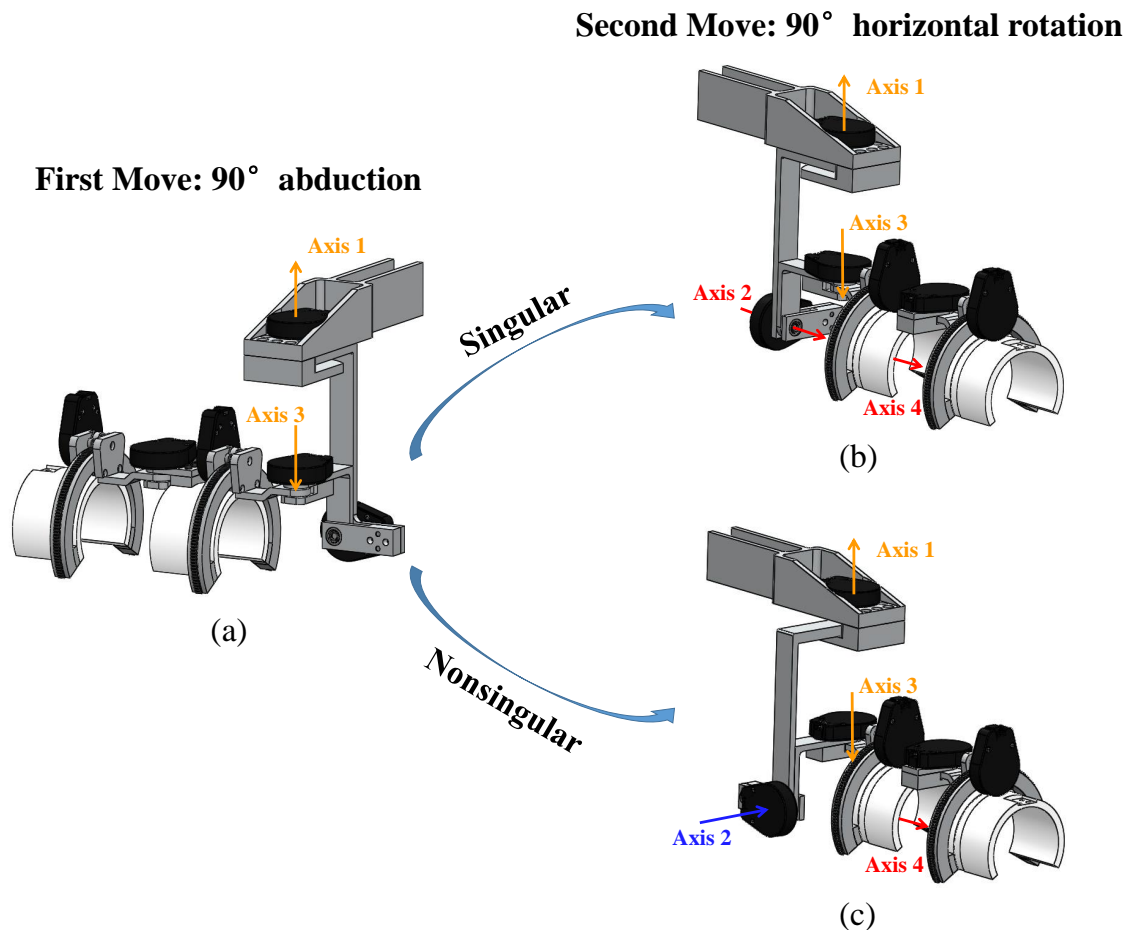 Second Move: 90° horizontal rotation
Axis 1
First Move: 90° abduction
Axis 3
Axis 1
Axis 2
Singular
Axis 3
Axis 4
(b)
Axis 1
(a)
Nonsingular
Axis 3
Axis 2
Axis 4
(c)